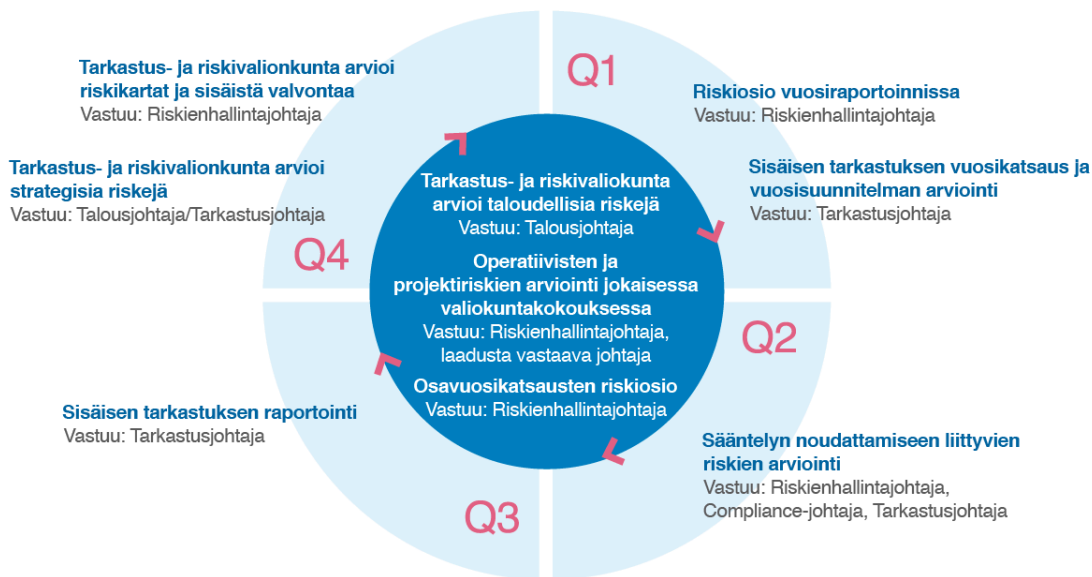 Q1
Riskiosio vuosiraportoinnissa
Vastuu: Riskienhallintajohtaja
Sisäisen tarkastuksen vuosikatsaus ja
vuosisuunnitelman arviointi
Vastuu: Tarkastusjohtaja
Q2
Sääntelyn noudattamiseen liittyvien
riskien arviointi
Vastuu: Riskienhallintajohtaja,
Compliance-johtaja, Tarkastusjohtaja
Q3
Sisäisen tarkastuksen raportointi
Vastuu: Tarkastusjohtaja
Q4
Tarkastus- ja riskivalionkunta arvioi
strategisia riskejä
Vastuu: Talousjohtaja/Tarkastusjohtaja
Tarkastus- ja riskivalionkunta arvioi
riskikartat ja sisäistä valvontaa
Vastuu: Riskienhallintajohtaja
Tarkastus- ja riskivaliokunta
arvioi taloudellisia riskejä
Vastuu: Talousjohtaja
Operatiivisten ja
projektiriskien arviointi jokaisessa
valiokuntakokouksessa
Vastuu: Riskienhallintajohtaja,
laadusta vastaava johtaja
Osavuosikatsausten riskiosio
Vastuu: Riskienhallintajohtaja